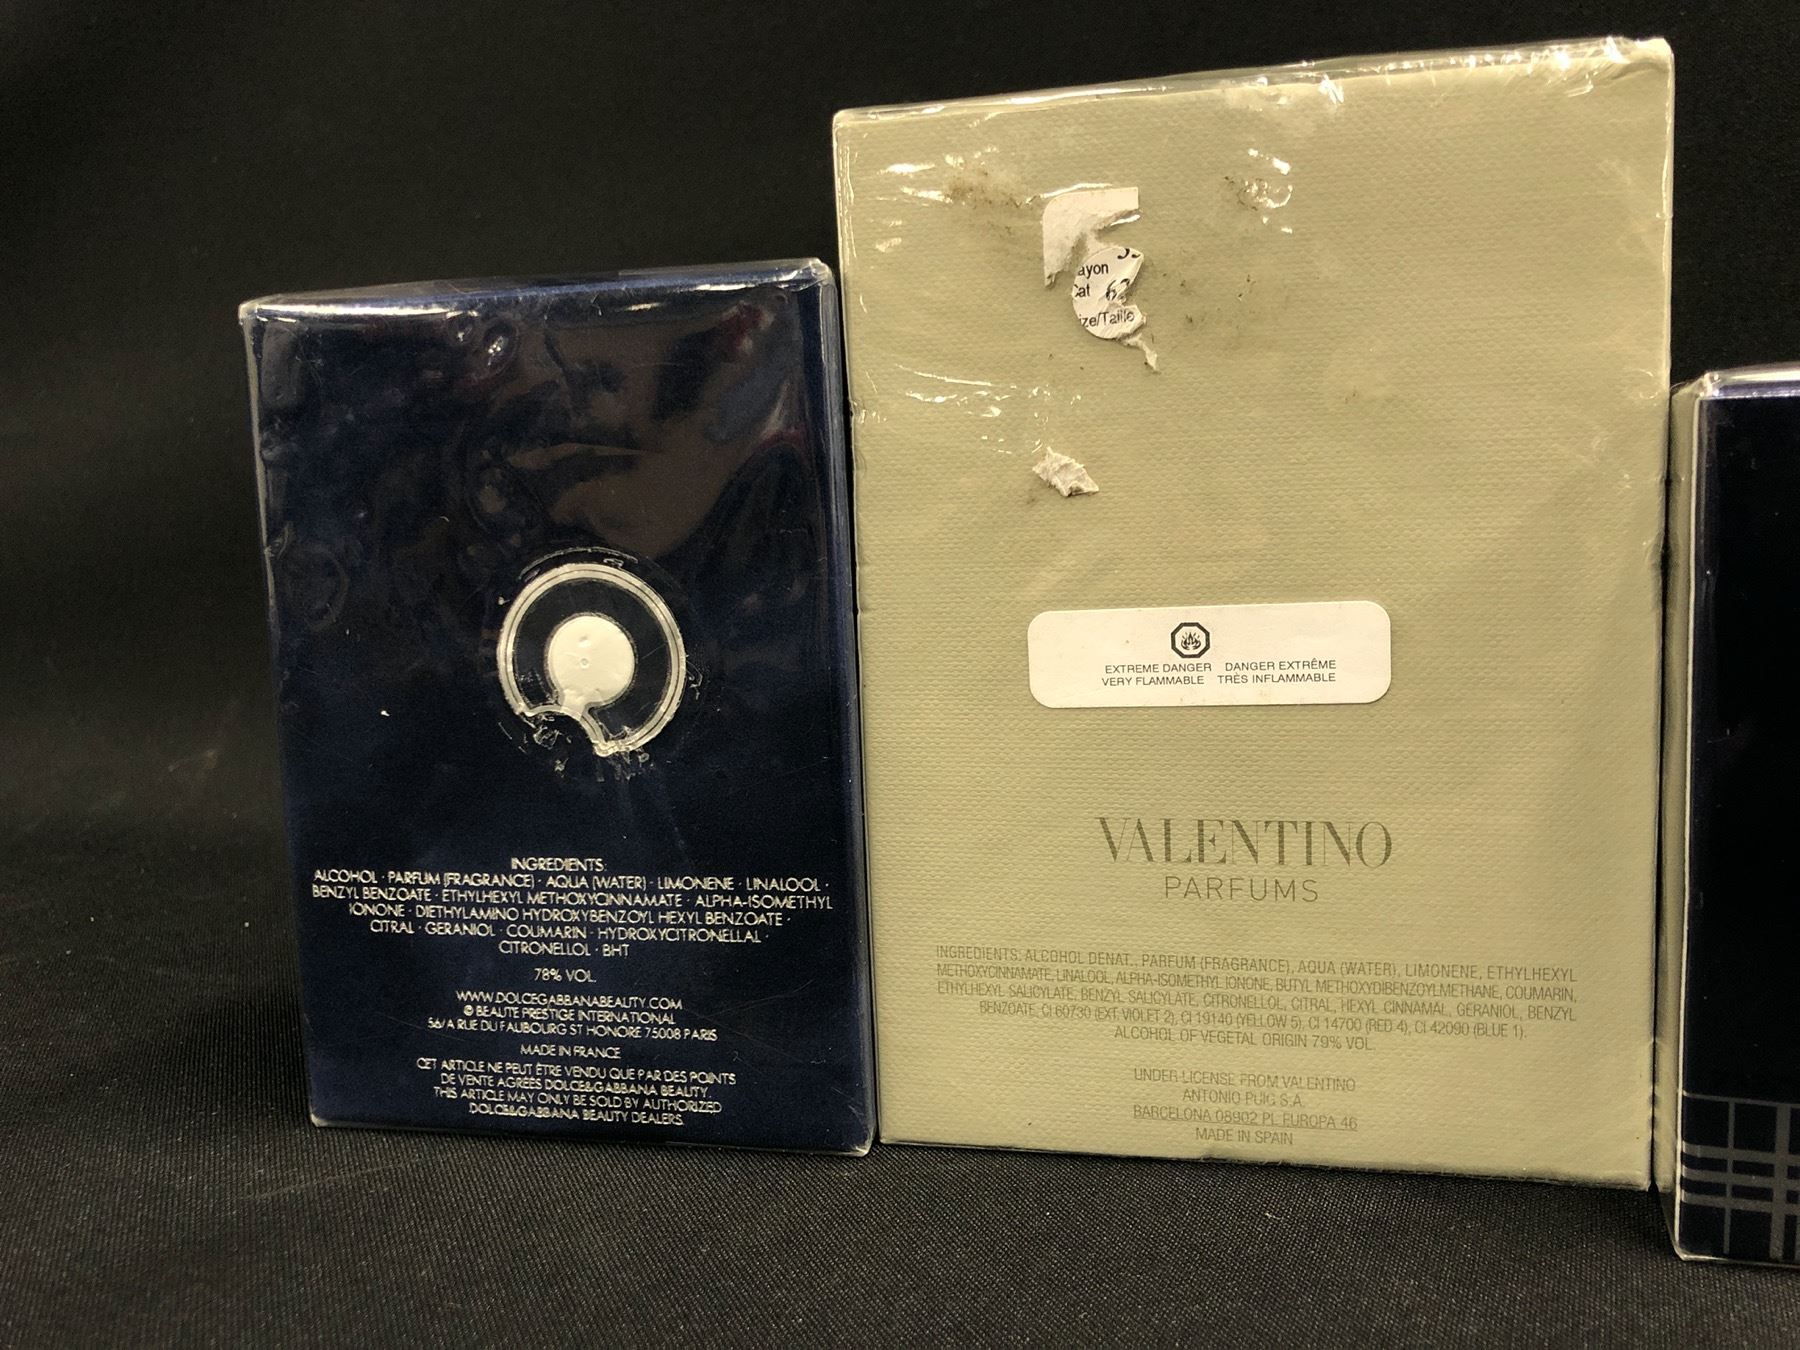 INGREDIENTS:
ALCOHOL · PARFUM (FRAGRANCE) · AQUA (WATER) · LIMONENE · LINALOOL ·
BENZYL BENZOATE · ETHYLHEXYL METHOXYCINNAMATE · ALPHA-ISOMETHYL
IONONE · DIETHYLAMINO HYDROXYBENZOYL HEXYL BENZOATE ·
CITRAL · GERANIOL · COUMARIN · HYDROXYCITRONELLAL ·
CITRONELLOL · BHT
78% VOL.
WWW.DOLCEGABBANABEAUTY.COM
© BEAUTE PRESTIGE INTERNATIONAL
56/A RUE DU FAUBOURG ST HONORE 75008 PARIS
MADE IN FRANCE
CET ARTICLE NE PEUT ÊTRE VENDU QUE PAR DES POINTS
DE VENTE AGRÉÉS DOLCE&GABBANA BEAUTY.
THIS ARTICLE MAY ONLY BE SOLD BY AUTHORIZED
DOLCE&GABBANA BEAUTY DEALERS.
ayon
Cat
ize/Taille
EXTREME DANGER DANGER EXTRÊME
VERY FLAMMABLE TRÈS INFLAMMABLE
VALENTINO
PARFUMS
INGREDIENTS: ALCOHOL DENAT., PARFUM (FRAGRANCE), AQUA (WATER), LIMONENE, ETHYLHEXYL
METHOXYCINNAMATE, LINALOOL, ALPHA-ISOMETHYL IONONE, BUTYL METHOXYDIBENZOYLMETHANE, COUMARIN,
ETHYLHEXYL SALICYLATE, BENZYL SALICYLATE, CITRONELLOL, CITRAL, HEXYL CINNAMAL, GERANIOL, BENZYL
BENZOATE, CI 60730 (EXT. VIOLET 2), CI 19140 (YELLOW 5), CI 14700 (RED 4), CI 42090 (BLUE 1).
ALCOHOL OF VEGETAL ORIGIN 79% VOL.
UNDER LICENSE FROM VALENTINO
ANTONIO PUIG S.A.
BARCELONA 08902 PL EUROPA 46
MADE IN SPAIN